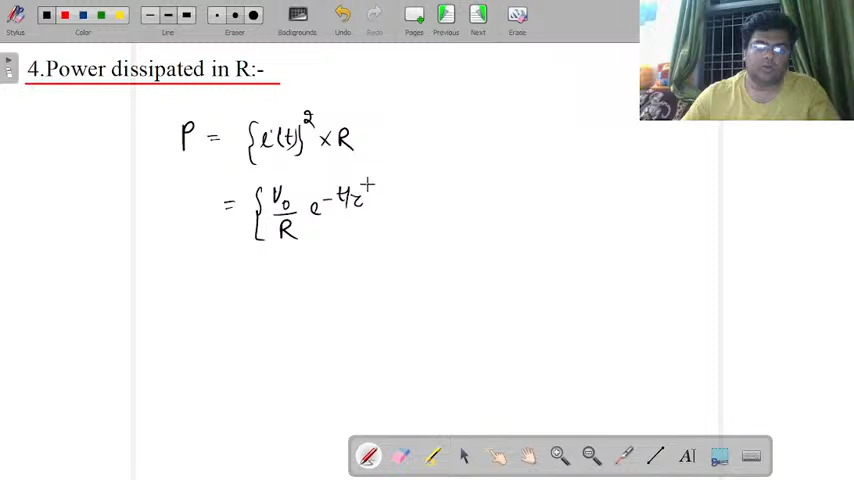 Stylus
Color
Line
Eraser
Backgrounds
Undo
Redo
Pages
Previous
Next
Erase
4.Power dissipated in R:-
P = {i(t)}² × R
= { V₀/R e^-t/τ
A